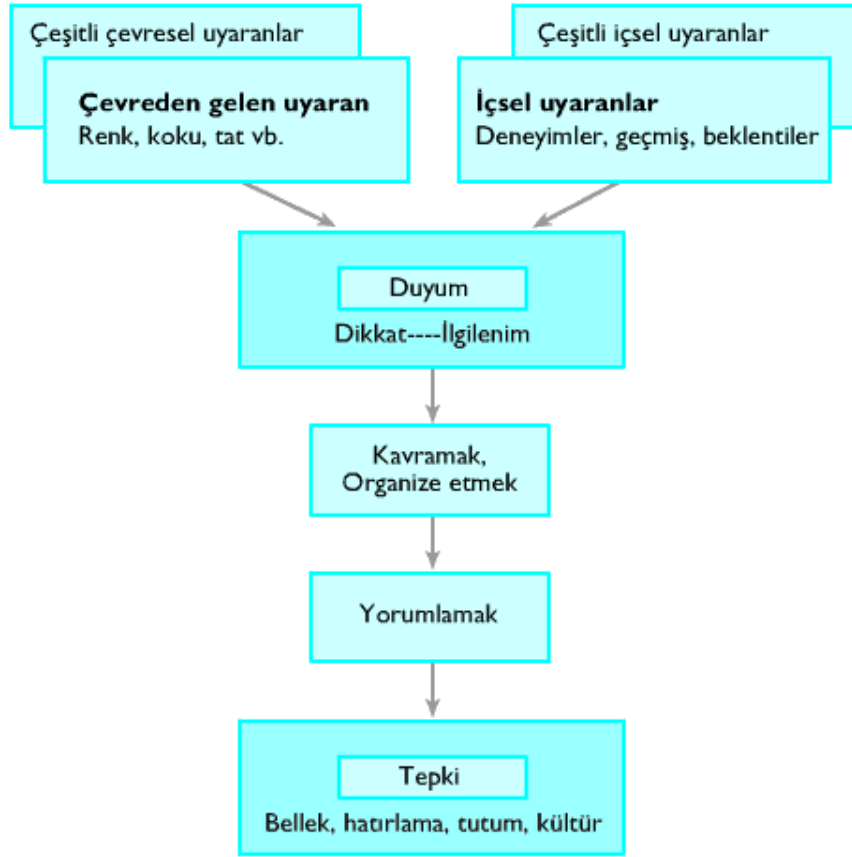 Çeşitli çevresel uyaranlar
Çevreden gelen uyaran
Renk, koku, tat vb.
Çeşitli içsel uyaranlar
İçsel uyaranlar
Deneyimler, geçmiş, beklentiler
Duyum
Dikkat----İlgilenim
Kavramak,
Organize etmek
Yorumlamak
Tepki
Bellek, hatırlama, tutum, kültür